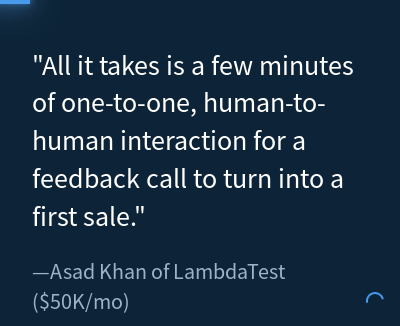 "All it takes is a few minutes
of one-to-one, human-to-
human interaction for a
feedback call to turn into a
first sale."
—Asad Khan of LambdaTest
($50K/mo)